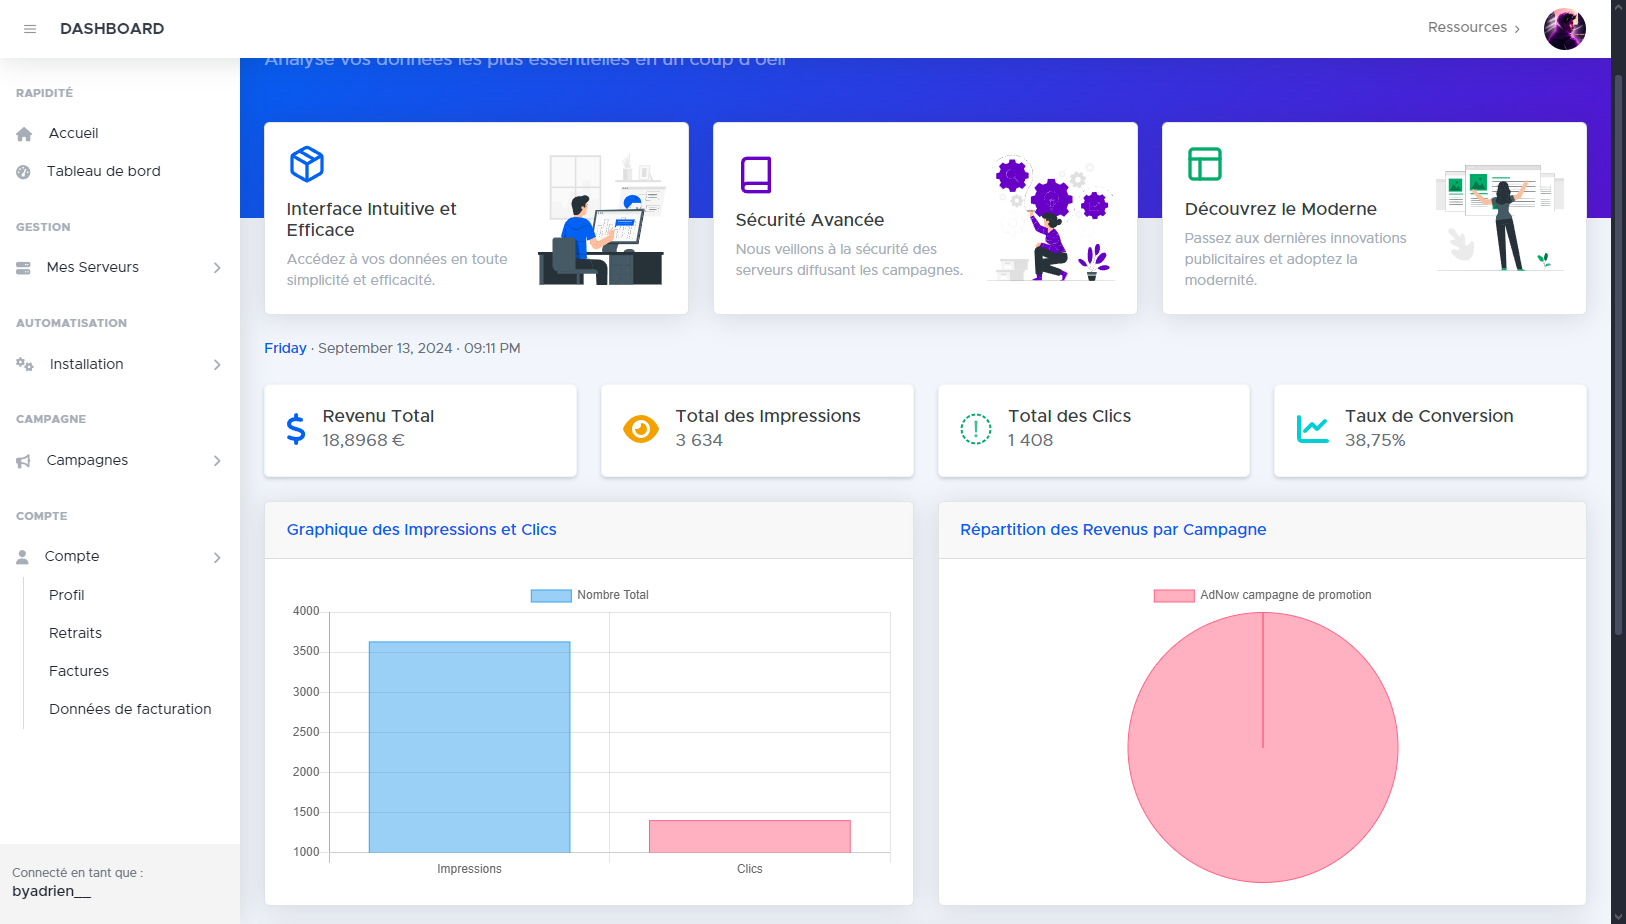 DASHBOARD
Ressources
Analyse vos données les plus essentielles en un coup d'oeil
RAPIDITÉ
Accueil
Tableau de bord
GESTION
Mes Serveurs
AUTOMATISATION
Installation
CAMPAGNE
Campagnes
COMPTE
Compte
Profil
Retraits
Factures
Données de facturation
Connecté en tant que :
byadrien__
Interface Intuitive et
Efficace
Accédez à vos données en toute
simplicité et efficacité.
Sécurité Avancée
Nous veillons à la sécurité des
serveurs diffusant les campagnes.
Découvrez le Moderne
Passez aux dernières innovations
publicitaires et adoptez la
modernité.
Friday · September 13, 2024 · 09:11 PM
Revenu Total
18,8968 €
Total des Impressions
3 634
Total des Clics
1 408
Taux de Conversion
38,75%
Graphique des Impressions et Clics
Nombre Total
4000
3500
3000
2500
2000
1500
1000
Impressions
Clics
Répartition des Revenus par Campagne
AdNow campagne de promotion